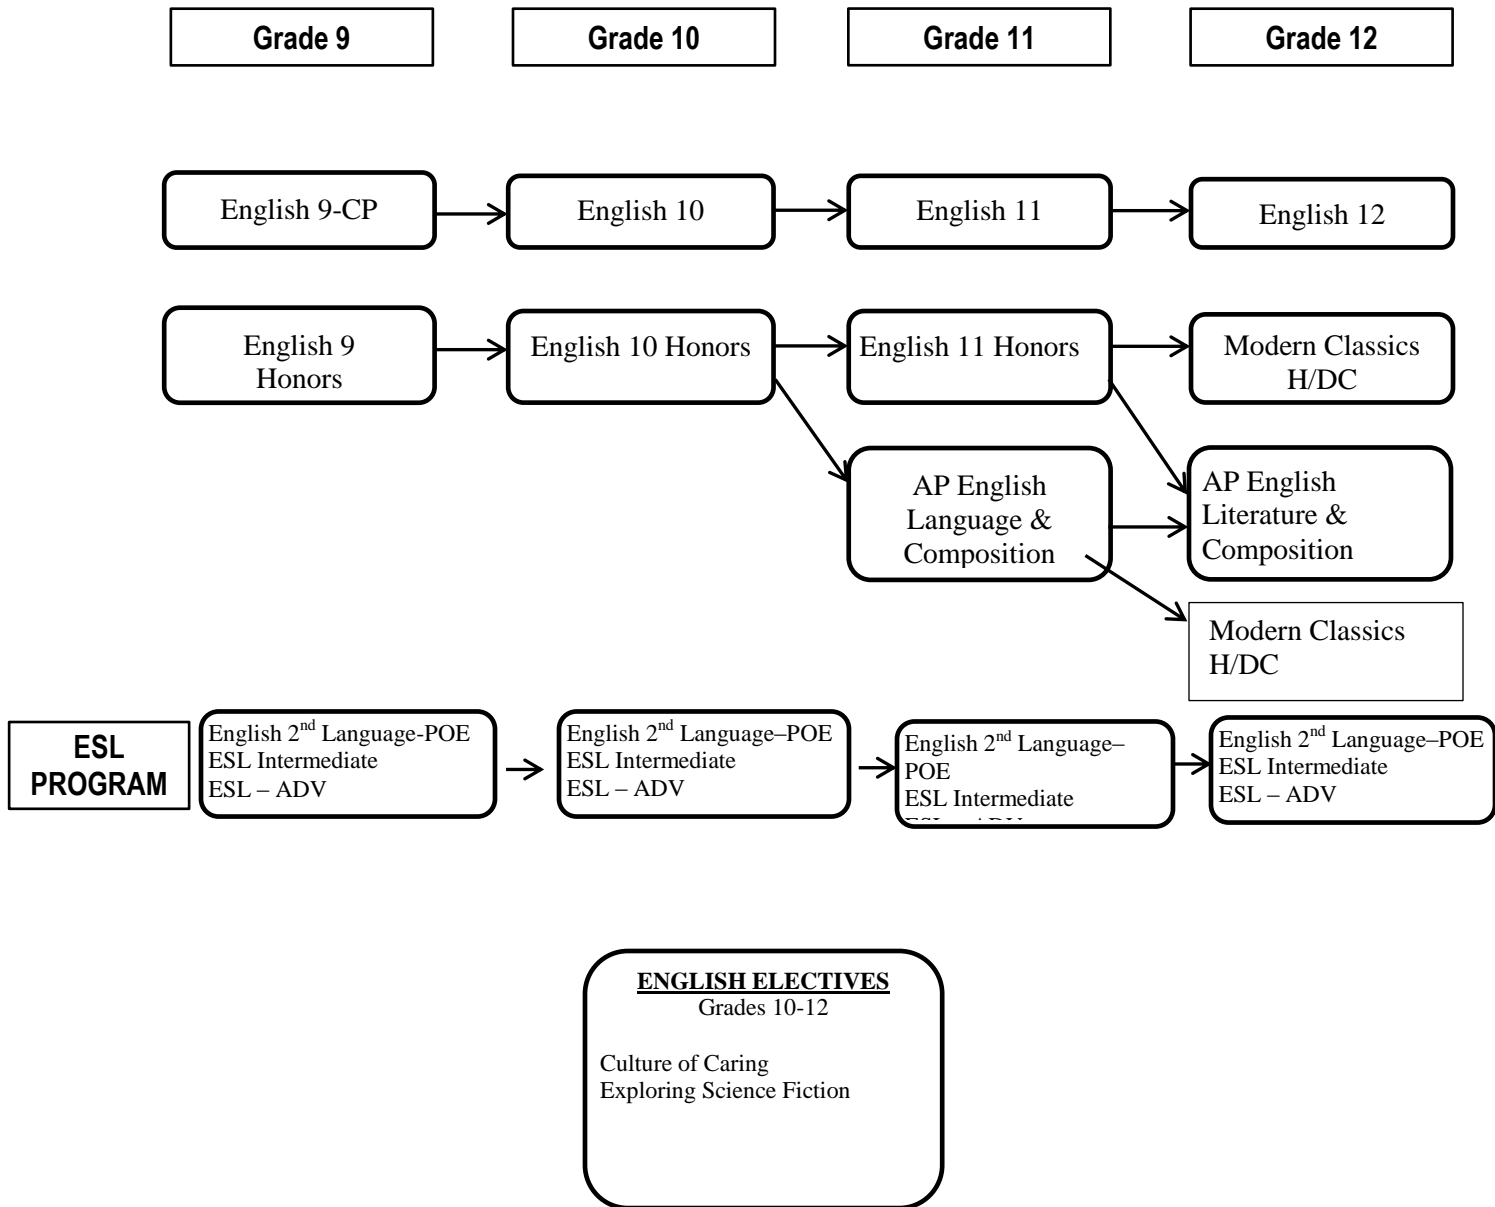 Grade 9
Grade 10
Grade 11
Grade 12
English 9-CP
English 10
English 11
English 12
English 9
Honors
English 10 Honors
English 11 Honors
Modern Classics
H/DC
AP English
Language &
Composition
AP English
Literature &
Composition
Modern Classics
H/DC
ESL
PROGRAM
English 2nd Language-POE
ESL Intermediate
ESL – ADV
English 2nd Language–POE
ESL Intermediate
ESL – ADV
English 2nd Language–
POE
ESL Intermediate
English 2nd Language–POE
ESL Intermediate
ESL – ADV
ENGLISH ELECTIVES
Grades 10-12
Culture of Caring
Exploring Science Fiction